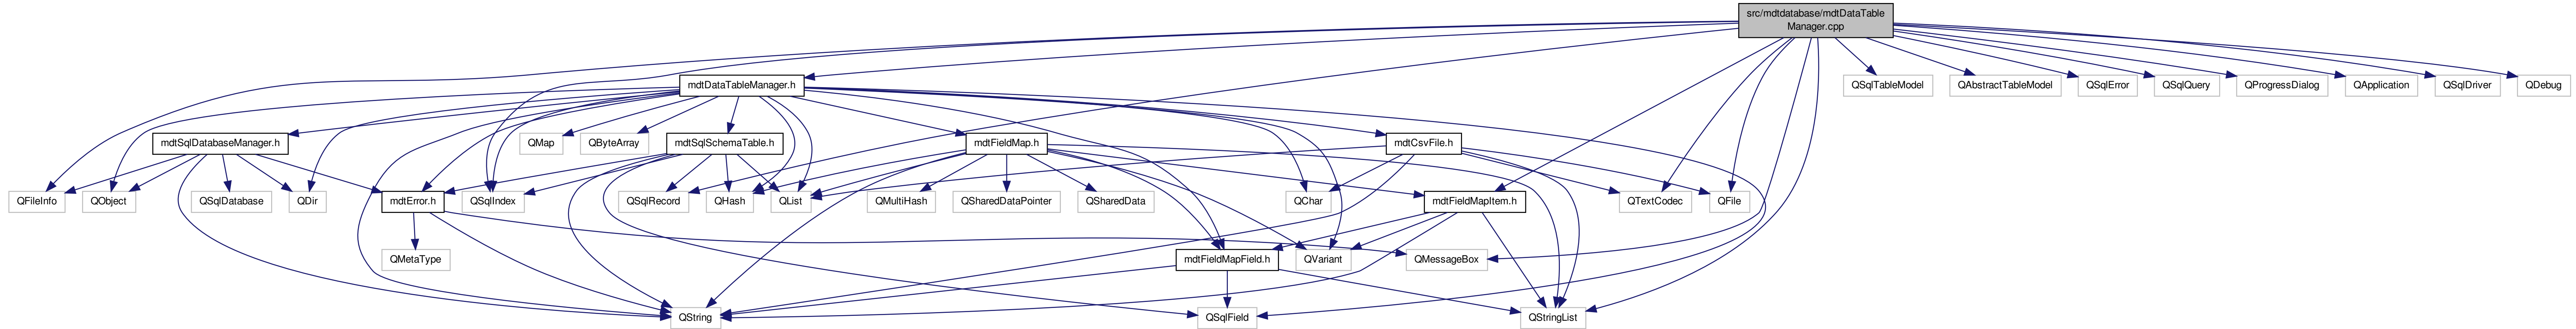 src/mdtdatabase/mdtDataTable
Manager.cpp
mdtDataTableManager.h
QSqlTableModel
QAbstractTableModel
QSqlError
QSqlQuery
QProgressDialog
QApplication
QSqlDriver
QDebug
mdtSqlDatabaseManager.h
QMap
QByteArray
mdtSqlSchemaTable.h
mdtFieldMap.h
mdtCsvFile.h
QFileInfo
QObject
QSqlDatabase
QDir
mdtError.h
QSqlIndex
QSqlRecord
QHash
QList
QMultiHash
QSharedDataPointer
QSharedData
QChar
mdtFieldMapItem.h
QTextCodec
QFile
QMetaType
mdtFieldMapField.h
QVariant
QMessageBox
QString
QSqlField
QStringList